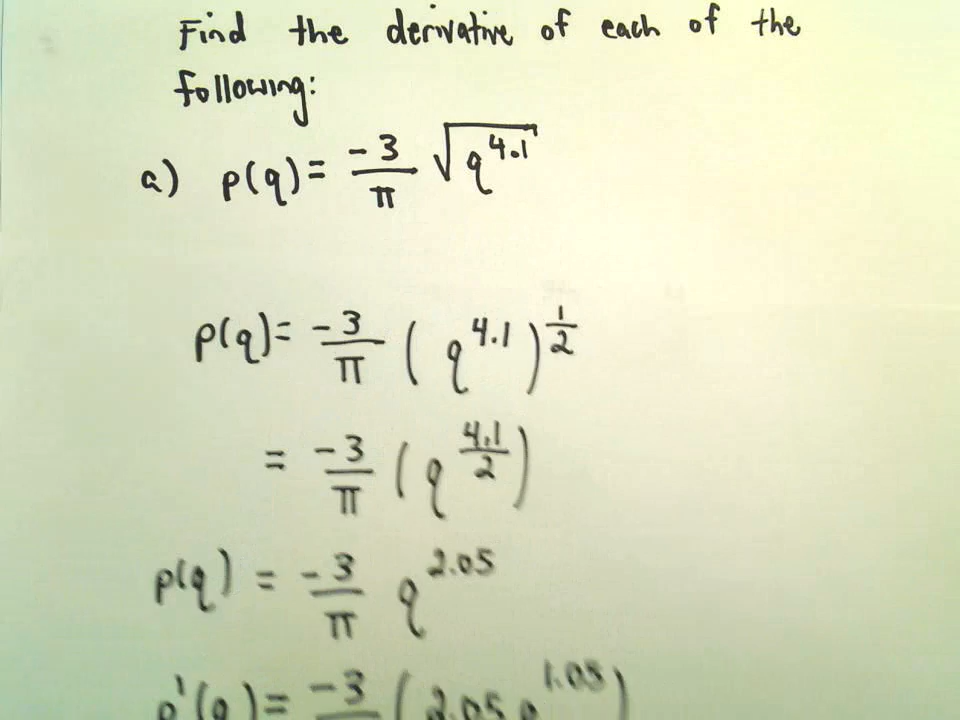 Find the derivative of each of the
following:
a) p(q) = -3/π √(q^4.1)
p(q) = -3/π (q^4.1)^(1/2)
= -3/π (q^(4.1/2))
p(q) = -3/π q^2.05
p'(q) = -3/π (2.05 q^1.05)